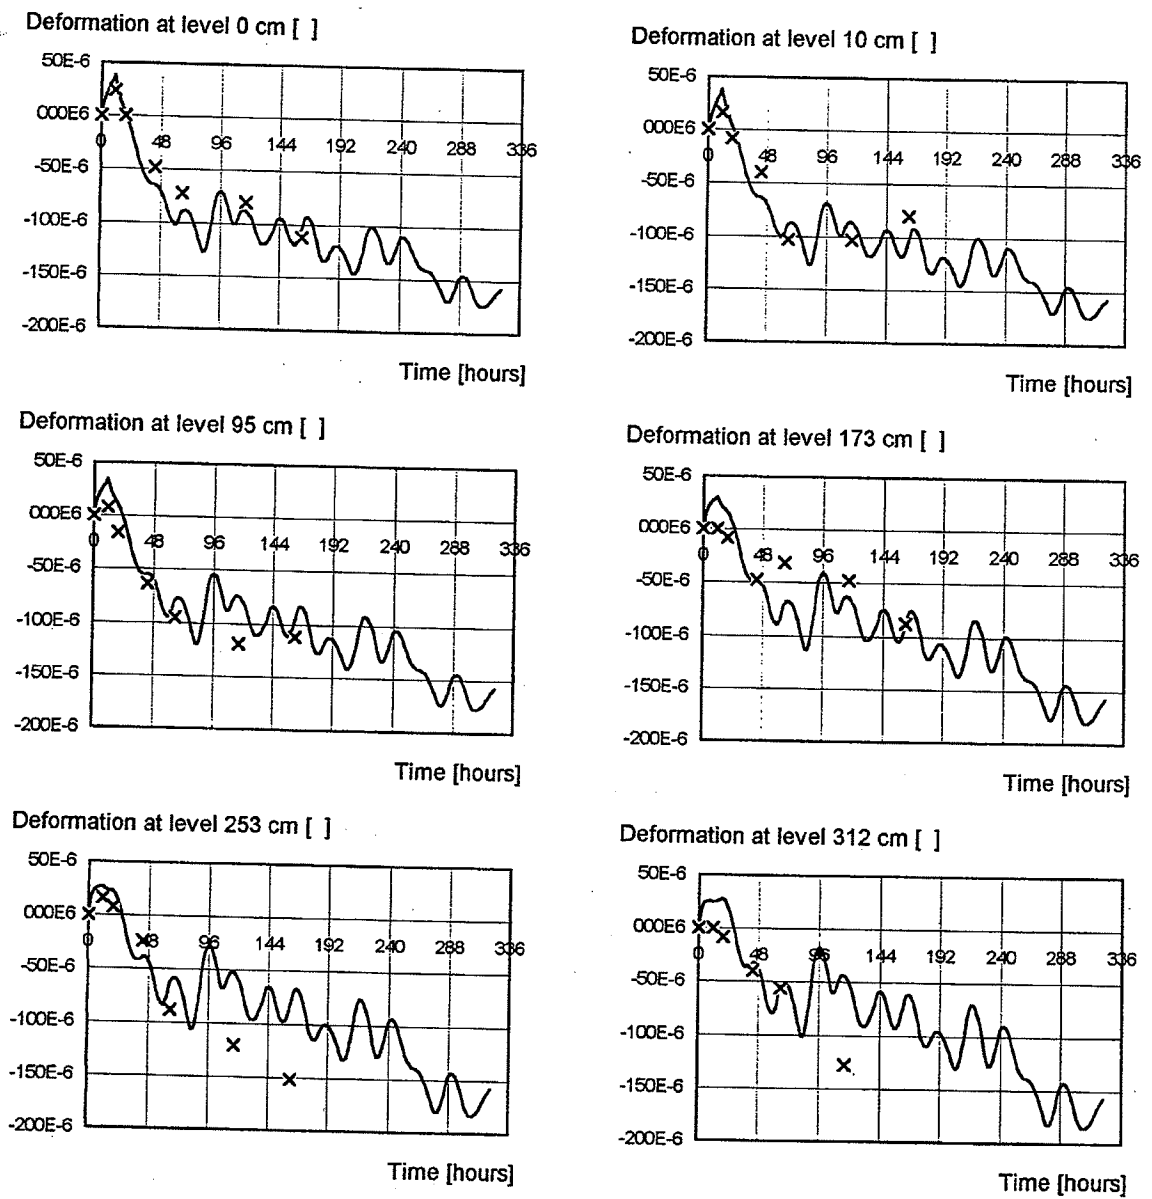 Deformation at level 0 cm [ ]
50E-6
000E6
0 48 96 144 192 240 288 336
-50E-6
-100E-6
-150E-6
-200E-6
Time [hours]
Deformation at level 10 cm [ ]
50E-6
000E6
0 48 96 144 192 240 288 336
-50E-6
-100E-6
-150E-6
-200E-6
Time [hours]
Deformation at level 95 cm [ ]
50E-6
000E6
0 48 96 144 192 240 288 336
-50E-6
-100E-6
-150E-6
-200E-6
Time [hours]
Deformation at level 173 cm [ ]
50E-6
000E6
0 48 96 144 192 240 288 336
-50E-6
-100E-6
-150E-6
-200E-6
Time [hours]
Deformation at level 253 cm [ ]
50E-6
000E6
0 48 96 144 192 240 288 336
-50E-6
-100E-6
-150E-6
-200E-6
Time [hours]
Deformation at level 312 cm [ ]
50E-6
000E6
0 48 96 144 192 240 288 336
-50E-6
-100E-6
-150E-6
-200E-6
Time [hours]